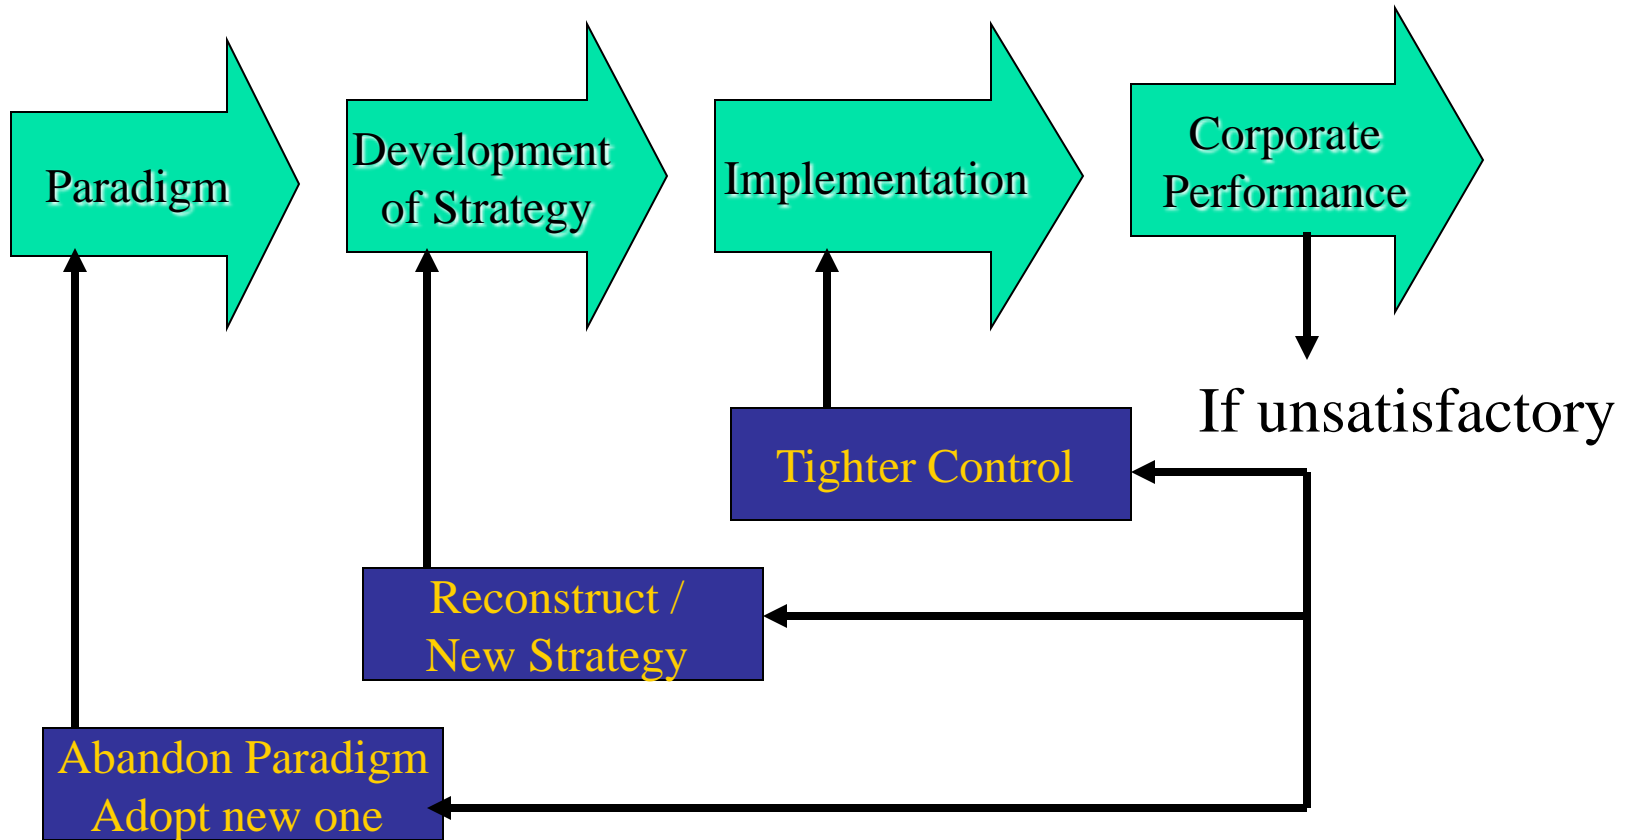 Paradigm
Development
of Strategy
Implementation
Corporate
Performance
If unsatisfactory
Tighter Control
Reconstruct /
New Strategy
Abandon Paradigm
Adopt new one